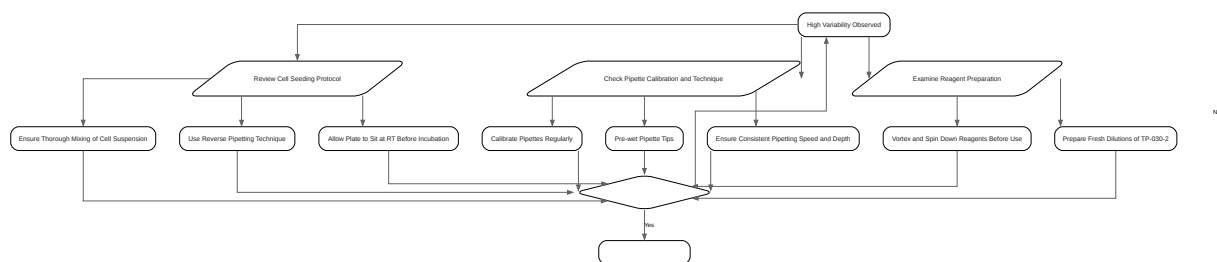 High Variability Observed
Review Cell Seeding Protocol
Check Pipette Calibration and Technique
Examine Reagent Preparation
N
Ensure Thorough Mixing of Cell Suspension
Use Reverse Pipetting Technique
Allow Plate to Sit at RT Before Incubation
Calibrate Pipettes Regularly
Pre-wet Pipette Tips
Ensure Consistent Pipetting Speed and Depth
Vortex and Spin Down Reagents Before Use
Prepare Fresh Dilutions of TP-030-2
Yes